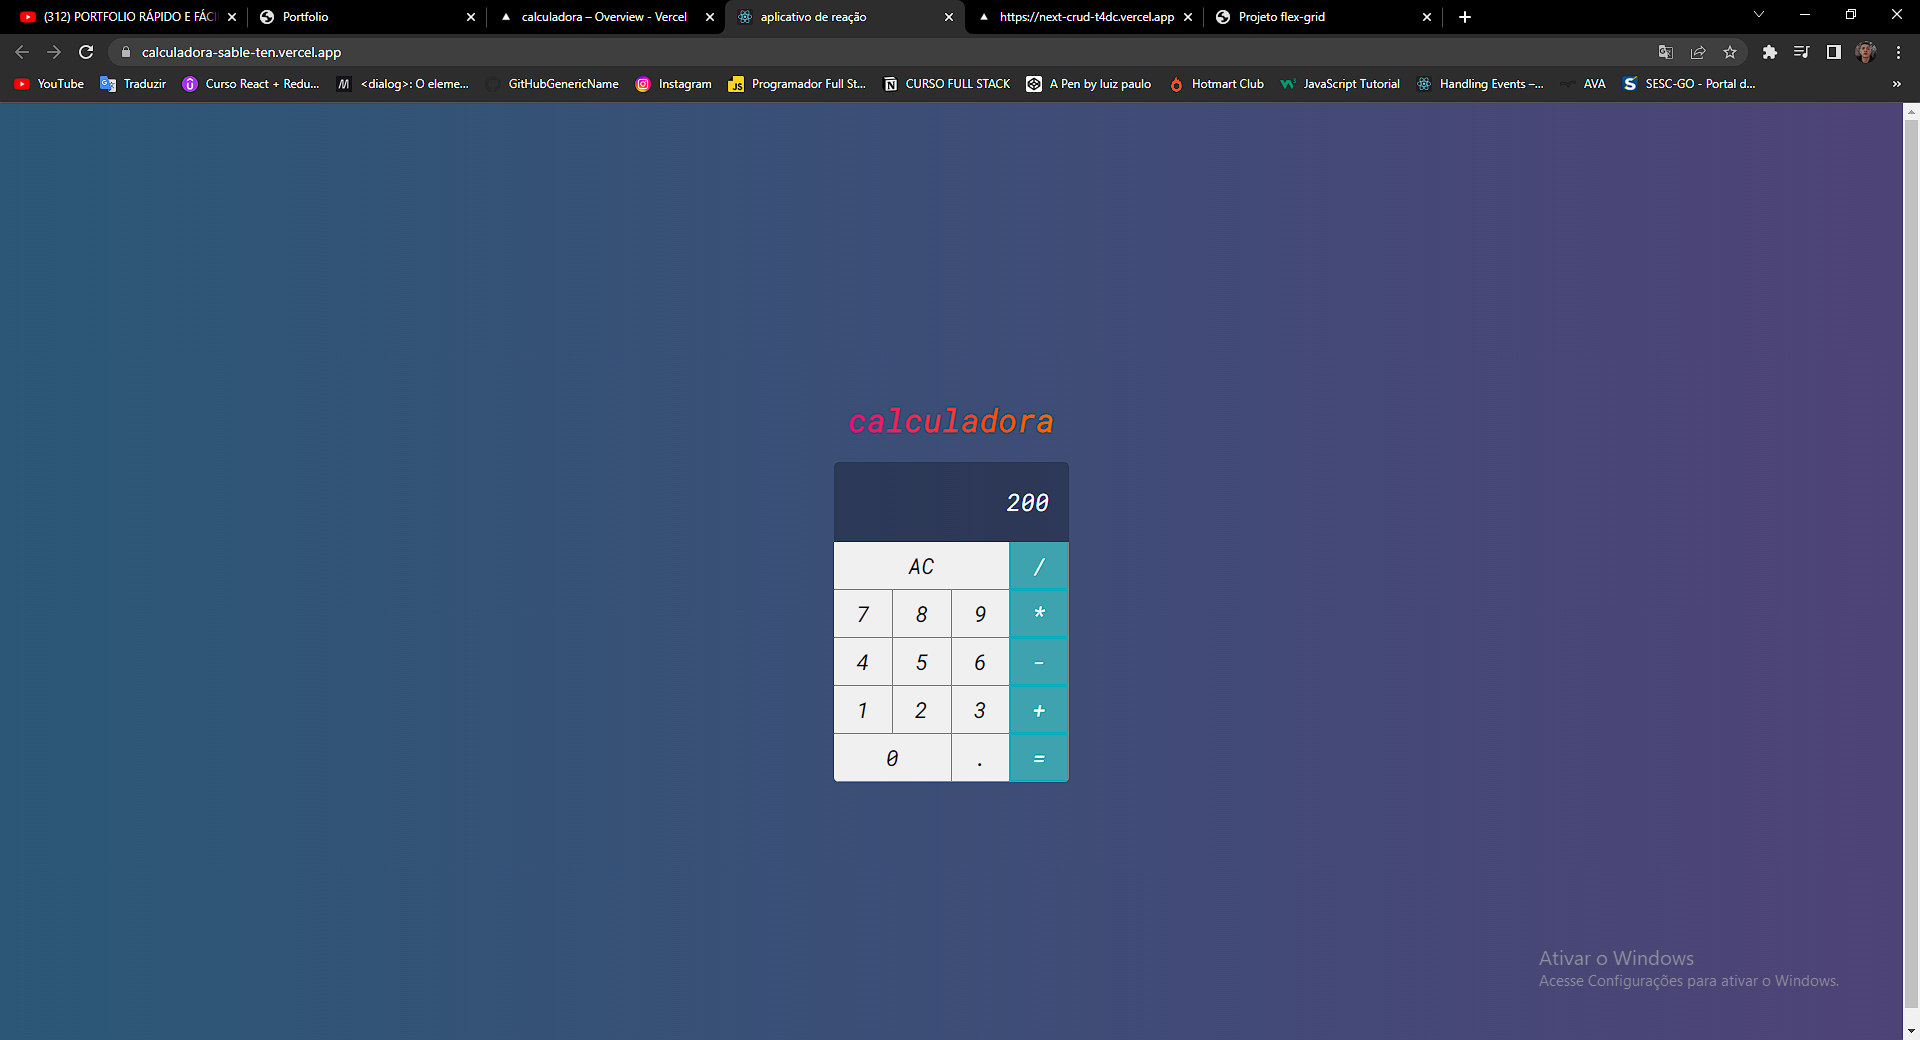 (312) PORTFOLIO RÁPIDO E FÁCI
Portfolio
calculadora – Overview - Vercel
aplicativo de reação
https://next-crud-t4dc.vercel.app
Projeto flex-grid
calculadora-sable-ten.vercel.app
YouTube
Traduzir
Curso React + Redu...
<dialog>: O eleme...
GitHubGenericName
Instagram
JS
Programador Full St...
CURSO FULL STACK
A Pen by luiz paulo
Hotmart Club
JavaScript Tutorial
Handling Events –...
AVA
SESC-GO - Portal d...
»
calculadora
200
AC /
7 8 9 *
4 5 6 -
1 2 3 +
0 . =
Ativar o Windows
Acesse Configurações para ativar o Windows.